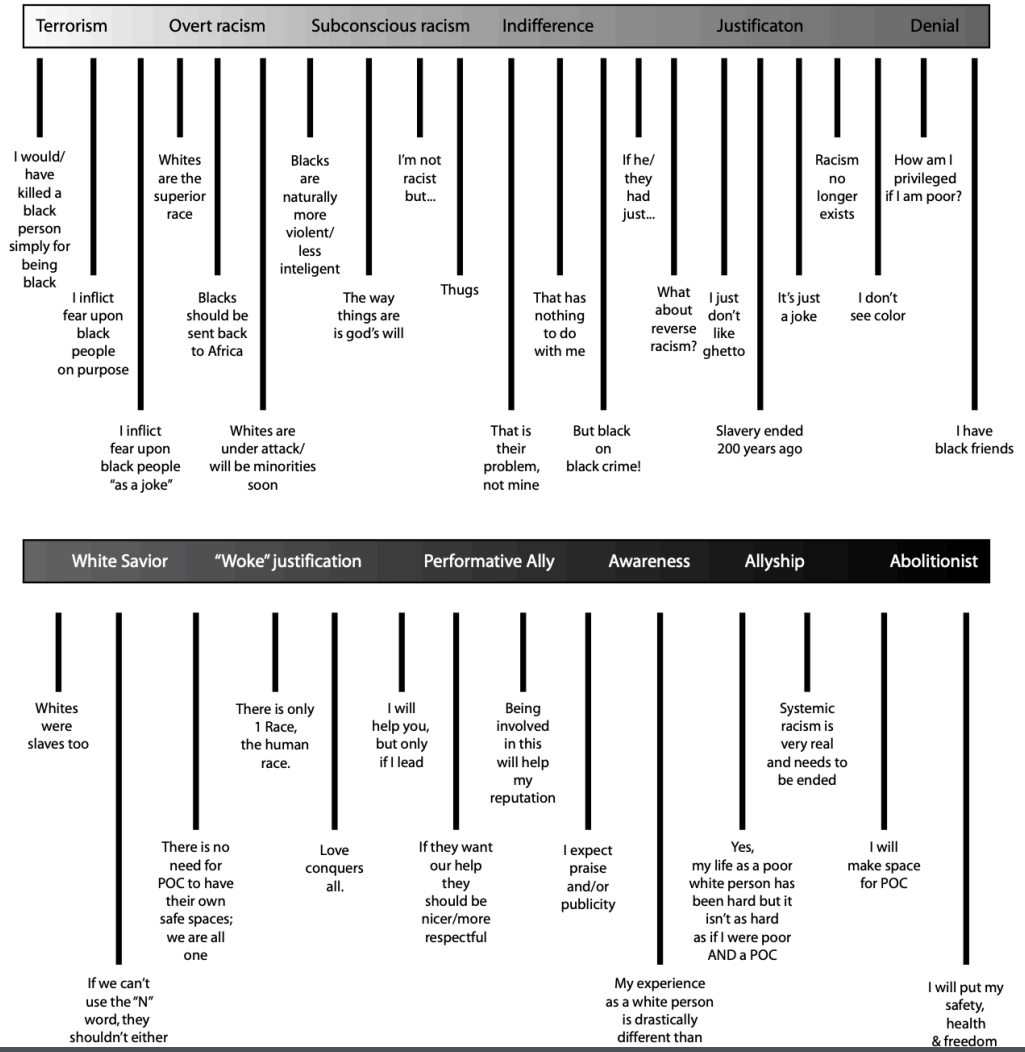 Terrorism Overt racism Subconscious racism Indifference Justificaton Denial
I would/
have
killed a
black
person
simply for
being
black
I inflict
fear upon
black
people
on purpose
I inflict
fear upon
black people
“as a joke”
Whites
are the
superior
race
Blacks
should be
sent back
to Africa
Whites are
under attack/
will be minorities
soon
Blacks
are
naturally
more
violent/
less
inteligent
The way
things are
is god’s will
I’m not
racist
but...
Thugs
That is
their
problem,
not mine
That has
nothing
to do
with me
But black
on
black crime!
If he/
they
had
just...
What
about
reverse
racism?
I just
don’t
like
ghetto
Slavery ended
200 years ago
It’s just
a joke
Racism
no
longer
exists
I don’t
see color
How am I
privileged
if I am poor?
I have
black friends
White Savior “Woke” justification Performative Ally Awareness Allyship Abolitionist
Whites
were
slaves too
If we can’t
use the “N”
word, they
shouldn’t either
There is no
need for
POC to have
their own
safe spaces;
we are all
one
There is only
1 Race,
the human
race.
Love
conquers
all.
I will
help you,
but only
if I lead
If they want
our help
they
should be
nicer/more
respectful
Being
involved
in this
will help
my
reputation
I expect
praise
and/or
publicity
My experience
as a white person
is drastically
different than
Yes,
my life as a poor
white person has
been hard but it
isn’t as hard
as if I were poor
AND a POC
Systemic
racism is
very real
and needs to
be ended
I will
make space
for POC
I will put my
safety,
health
& freedom